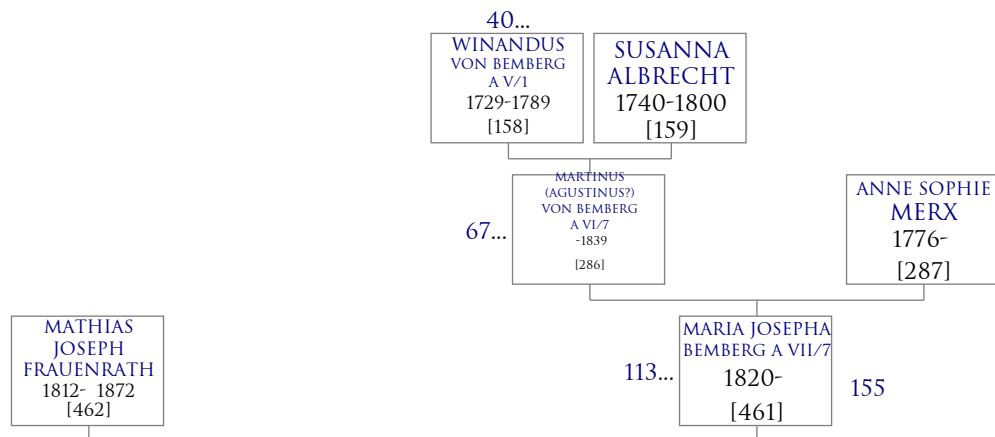 40...
WINANDUS
VON BEMBERG
A V/1
1729-1789
[158]
SUSANNA
ALBRECHT
1740-1800
[159]
67...
MARTINUS
(AGUSTINUS?)
VON BEMBERG
A VI/7
-1839
[286]
ANNE SOPHIE
MERX
1776-
[287]
MATHIAS
JOSEPH
FRAUENRATH
1812- 1872
[462]
113...
MARIA JOSEPHA
BEMBERG A VII/7
1820-
[461]
155